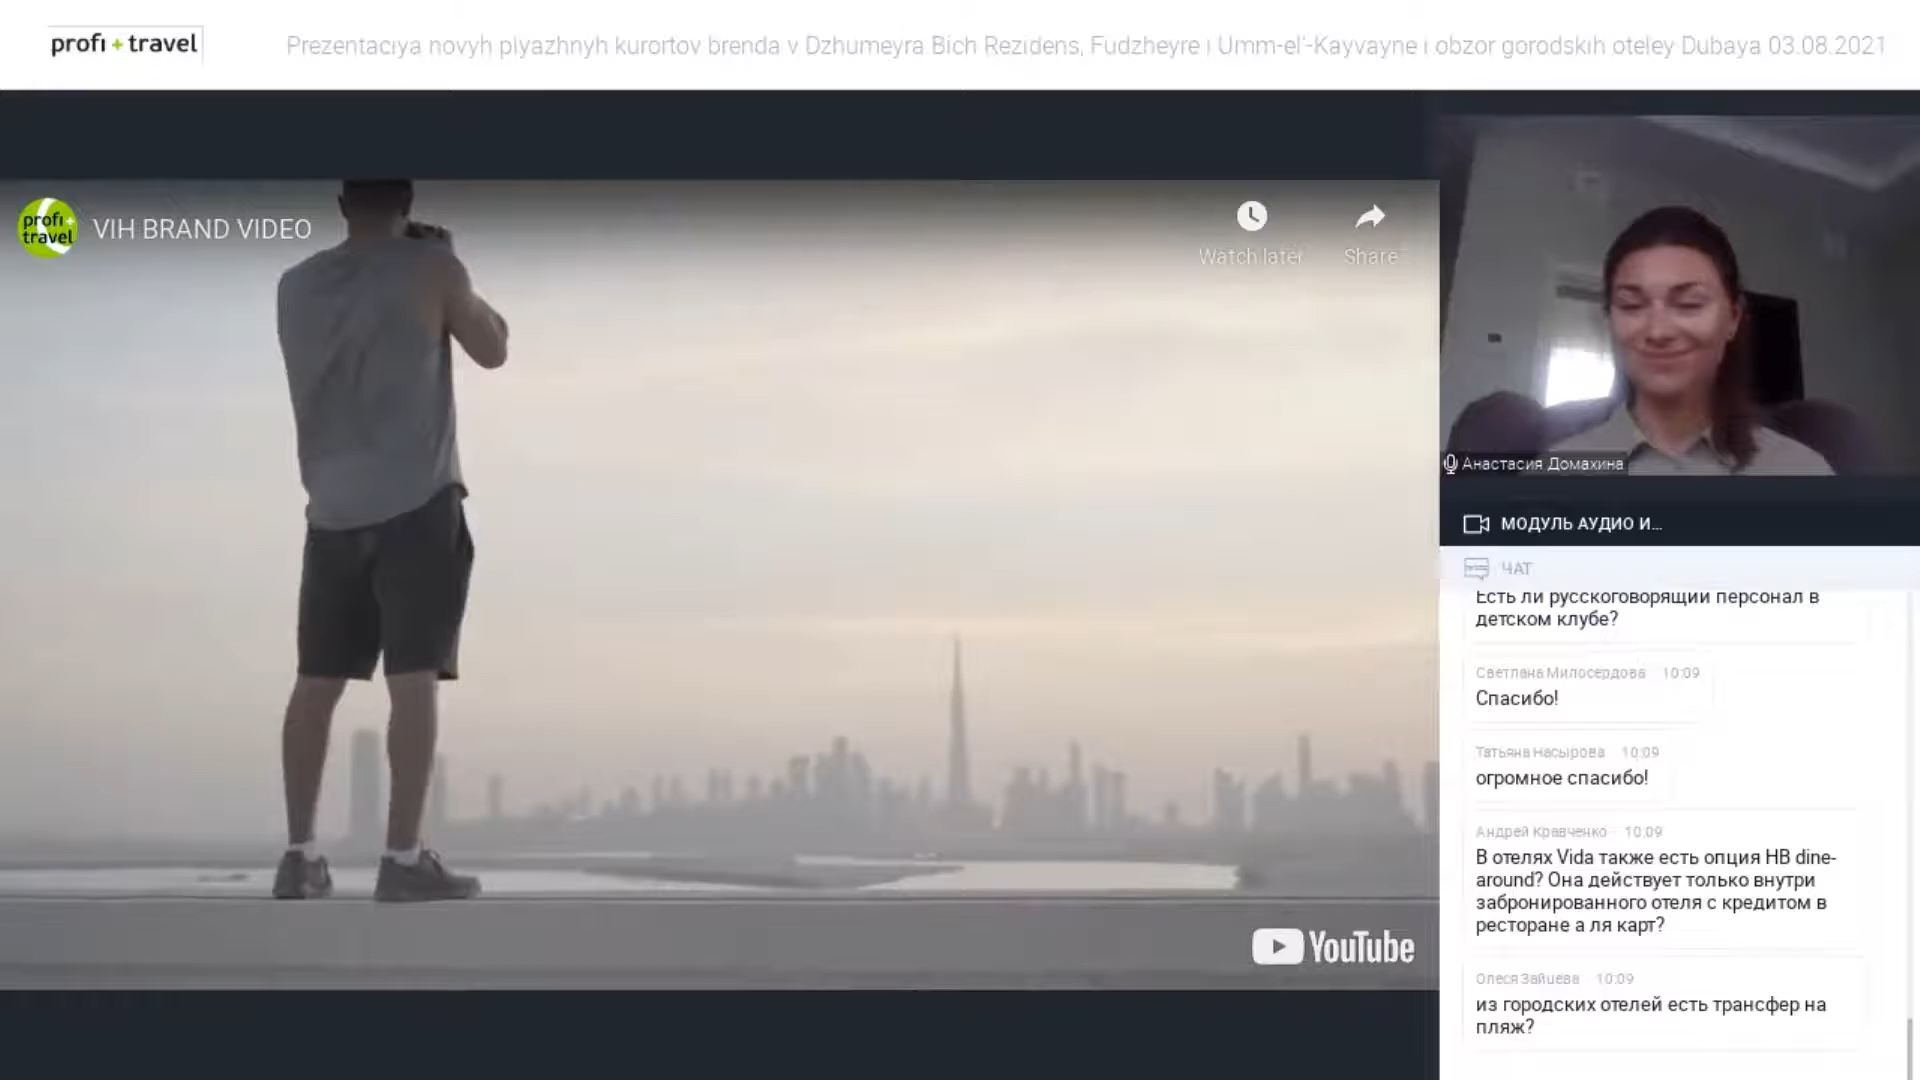 profi + travel
Prezentaciya novyh plyazhnyh kurortov brenda v Dzhumeyra Bich Rezidens, Fudzheyre i Umm-el'-Kayvayne i obzor gorodskih oteley Dubaya 03.08.2021
profi +
travel
VIH BRAND VIDEO
Watch later
Share
YouTube
Анастасия Домахина
МОДУЛЬ АУДИО И...
ЧАТ
Есть ли русскоговорящий персонал в
детском клубе?
Светлана Милосердова 10:09
Спасибо!
Татьяна Насырова 10:09
огромное спасибо!
Андрей Кравченко 10:09
В отелях Vida также есть опция HB dine-
around? Она действует только внутри
забронированного отеля с кредитом в
ресторане а ля карт?
Олеся Зайцева 10:09
из городских отелей есть трансфер на
пляж?